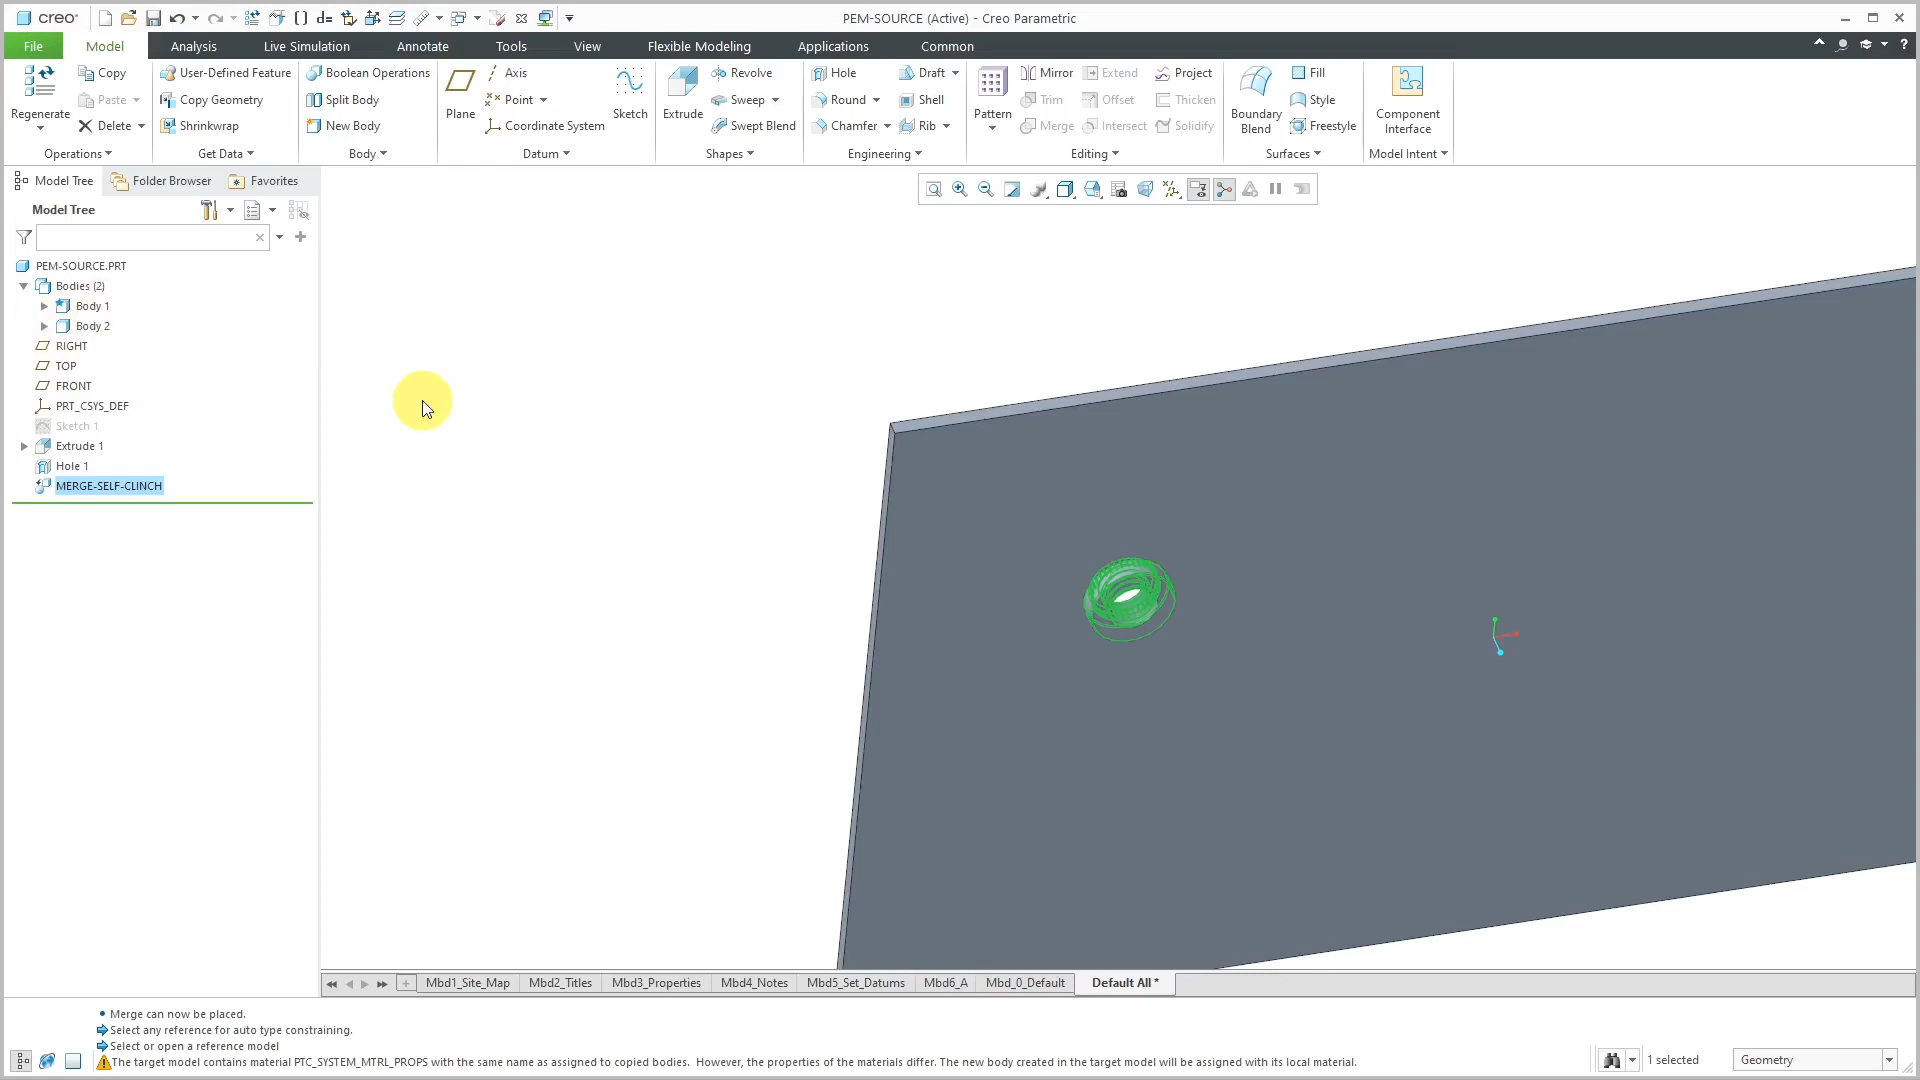 creo
d=
PEM-SOURCE (Active) - Creo Parametric
File
Model
Analysis
Live Simulation
Annotate
Tools
View
Flexible Modeling
Applications
Common
Regenerate
Copy
Paste
Delete
Operations
User-Defined Feature
Copy Geometry
Shrinkwrap
Get Data
Boolean Operations
Split Body
New Body
Body
Plane
Axis
Point
Coordinate System
Sketch
Datum
Extrude
Revolve
Sweep
Swept Blend
Shapes
Hole
Round
Chamfer
Draft
Shell
Rib
Engineering
Pattern
Mirror
Trim
Merge
Extend
Offset
Intersect
Project
Thicken
Solidify
Editing
Boundary
Blend
Fill
Style
Freestyle
Surfaces
Component
Interface
Model Intent
Model Tree
Folder Browser
Favorites
Model Tree
PEM-SOURCE.PRT
Bodies (2)
Body 1
Body 2
RIGHT
TOP
FRONT
PRT_CSYS_DEF
Sketch 1
Extrude 1
Hole 1
MERGE-SELF-CLINCH
Mbd1_Site_Map
Mbd2_Titles
Mbd3_Properties
Mbd4_Notes
Mbd5_Set_Datums
Mbd6_A
Mbd_0_Default
Default All *
Merge can now be placed.
Select any reference for auto type constraining.
Select or open a reference model
The target model contains material PTC_SYSTEM_MTRL_PROPS with the same name as assigned to copied bodies. However, the properties of the materials differ. The new body created in the target model will be assigned with its local material.
1 selected
Geometry